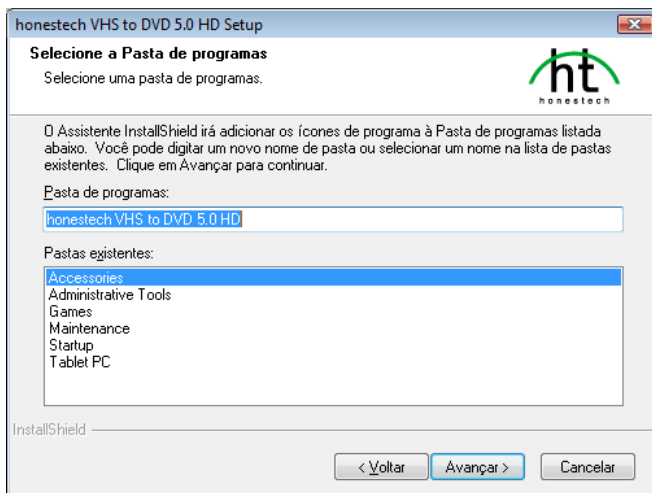 honestech VHS to DVD 5.0 HD Setup
Selecione a Pasta de programas
Selecione uma pasta de programas.
ht
honestech
O Assistente InstallShield irá adicionar os ícones de programa à Pasta de programas listada
abaixo. Você pode digitar um novo nome de pasta ou selecionar um nome na lista de pastas
existentes. Clique em Avançar para continuar.
Pasta de programas:
honestech VHS to DVD 5.0 HD
Pastas existentes:
Accessories
Administrative Tools
Games
Maintenance
Startup
Tablet PC
InstallShield
< Voltar
Avançar >
Cancelar